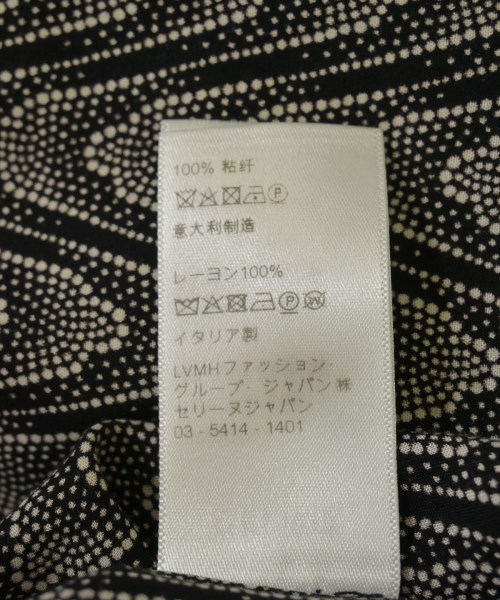 100% 粘纤
P
意大利制造
レーヨン100%
P W
イタリア製
LVMHファッション・
グループ・ジャパン㈱
セリーヌジャパン
03 - 5414 - 1401